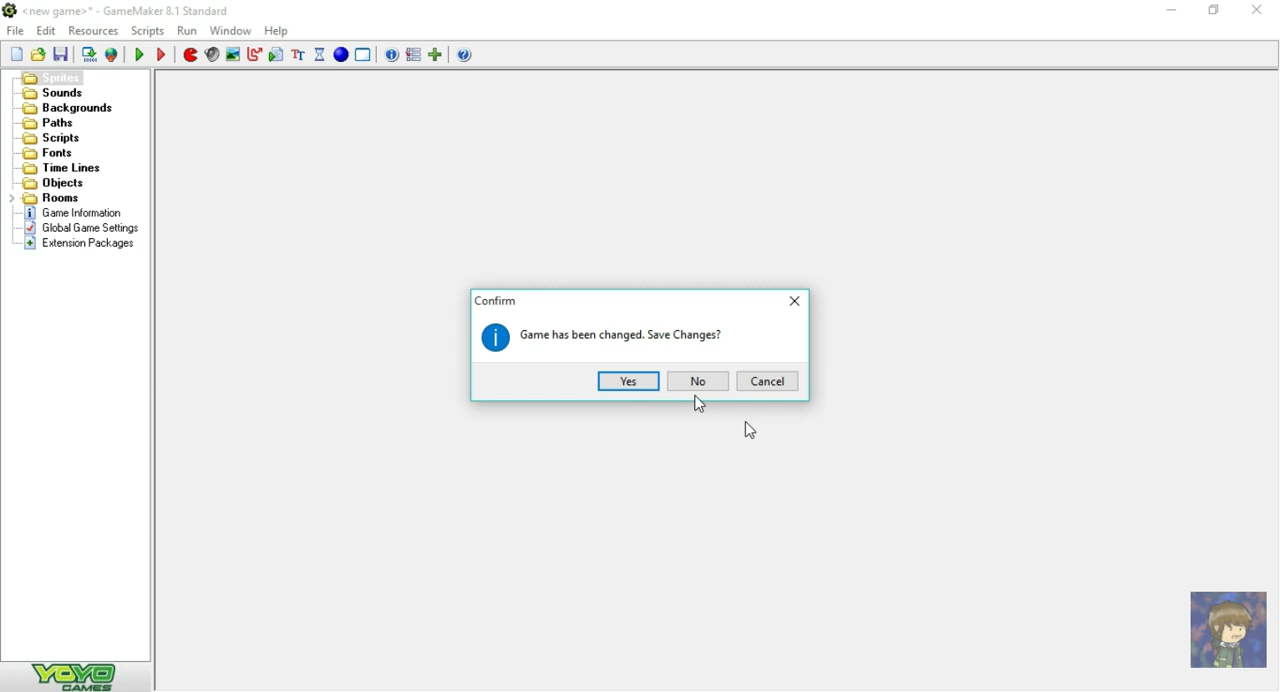 <new game>* - GameMaker 8.1 Standard
File Edit Resources Scripts Run Window Help
Sprites
Sounds
Backgrounds
Paths
Scripts
Fonts
Time Lines
Objects
Rooms
Game Information
Global Game Settings
Extension Packages
Confirm
Game has been changed. Save Changes?
Yes No Cancel
YOYO
GAMES